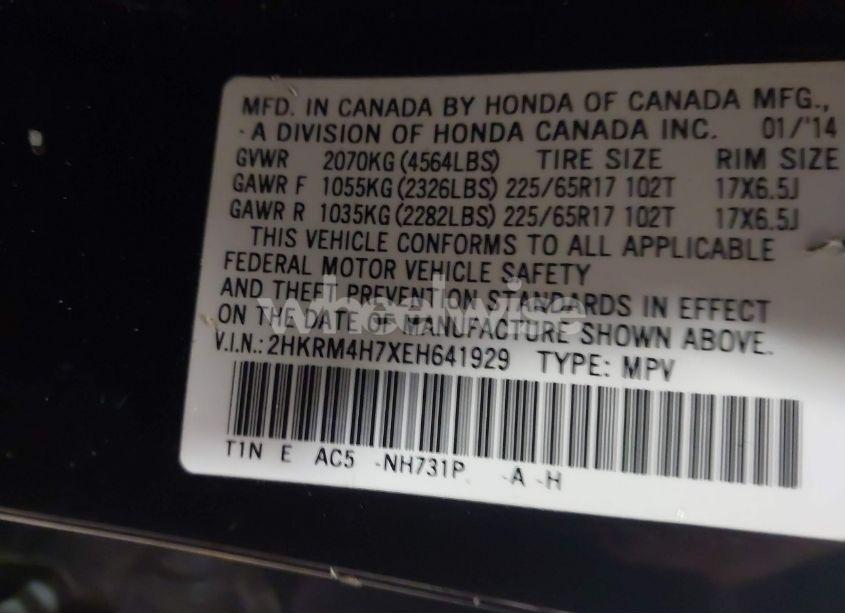 MFD. IN CANADA BY HONDA OF CANADA MFG.,
A DIVISION OF HONDA CANADA INC. 01/'14
GVWR 2070KG (4564LBS) TIRE SIZE RIM SIZE
GAWR F 1055KG (2326LBS) 225/65R17 102T 17X6.5J
GAWR R 1035KG (2282LBS) 225/65R17 102T 17X6.5J
THIS VEHICLE CONFORMS TO ALL APPLICABLE
FEDERAL MOTOR VEHICLE SAFETY
AND THEFT PREVENTION STANDARDS IN EFFECT
ON THE DATE OF MANUFACTURE SHOWN ABOVE.
wheelwise
V.I.N.: 2HKRM4H7XEH641929 TYPE: MPV
T1N E AC5 -NH731P -A -H